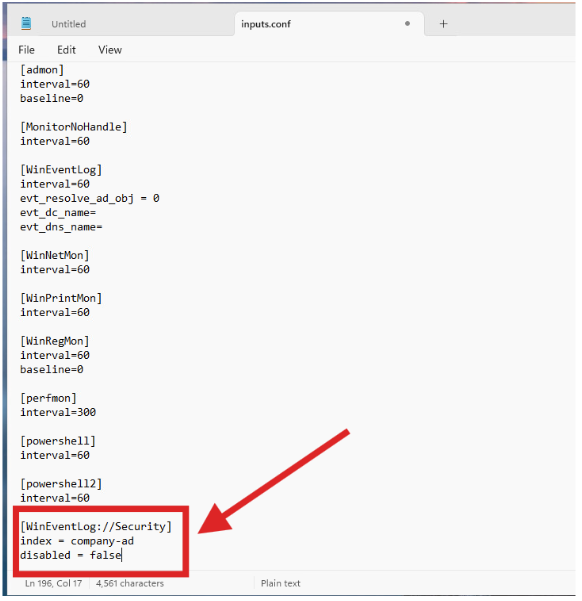 Untitled
inputs.conf
File Edit View
[admon]
interval=60
baseline=0
[MonitorNoHandle]
interval=60
[WinEventLog]
interval=60
evt_resolve_ad_obj = 0
evt_dc_name=
evt_dns_name=
[WinNetMon]
interval=60
[WinPrintMon]
interval=60
[WinRegMon]
interval=60
baseline=0
[perfmon]
interval=300
[powershell]
interval=60
[powershell2]
interval=60
[WinEventLog://Security]
index = company-ad
disabled = false
Ln 196, Col 17 4,561 characters Plain text